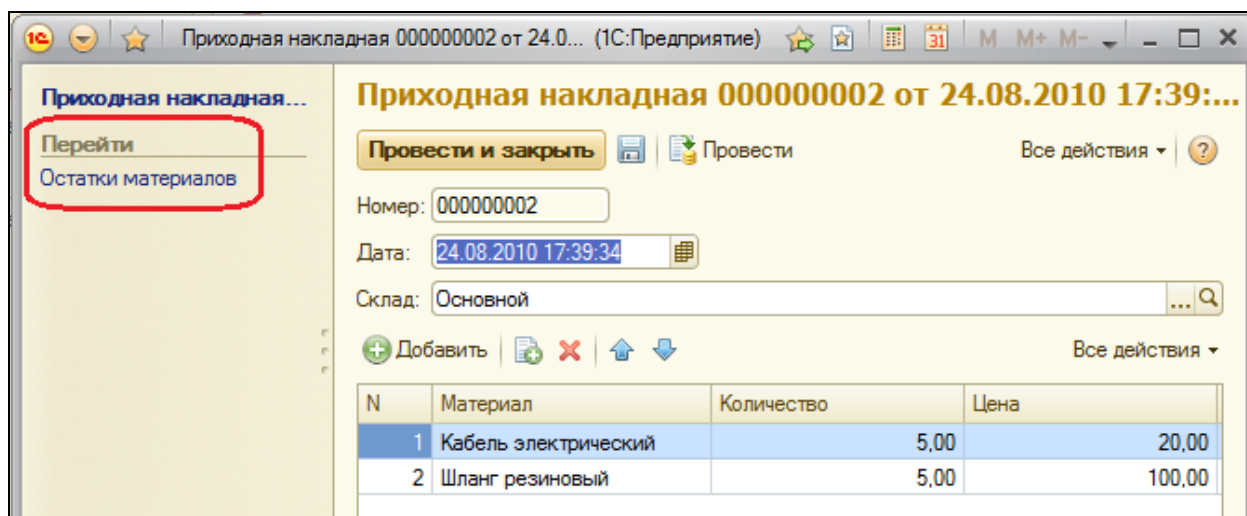 1С Приходная накладная 000000002 от 24.0... (1С:Предприятие) 31 M M+ M-
Приходная накладная...
Перейти
Остатки материалов
Приходная накладная 000000002 от 24.08.2010 17:39:...
Провести и закрыть Провести Все действия ?
Номер: 000000002
Дата: 24.08.2010 17:39:34
Склад: Основной ...
Добавить Все действия
N Материал Количество Цена
1 Кабель электрический 5,00 20,00
2 Шланг резиновый 5,00 100,00